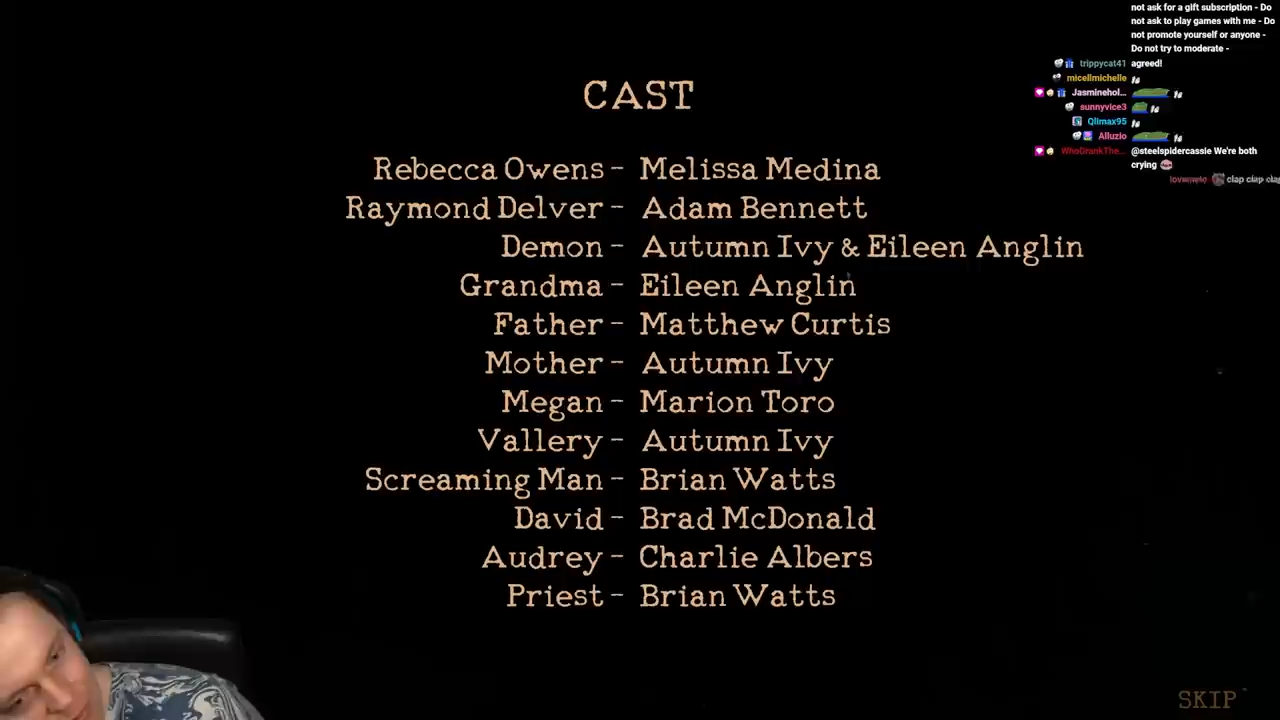 CAST
Rebecca Owens - Melissa Medina
Raymond Delver - Adam Bennett
Demon - Autumn Ivy & Eileen Anglin
Grandma - Eileen Anglin
Father - Matthew Curtis
Mother - Autumn Ivy
Megan - Marion Toro
Vallery - Autumn Ivy
Screaming Man - Brian Watts
David - Brad McDonald
Audrey - Charlie Albers
Priest - Brian Watts
SKIP
not ask for a gift subscription - Do
not ask to play games with me - Do
not promote yourself or anyone -
Do not try to moderate -
trippycat41 agreed!
micellmichelle
Jasminehol...
sunnyvice3
Qlimax95
Alluzio
WhoDrankThe... @steelspidercassie We're both
crying
clap clap clap